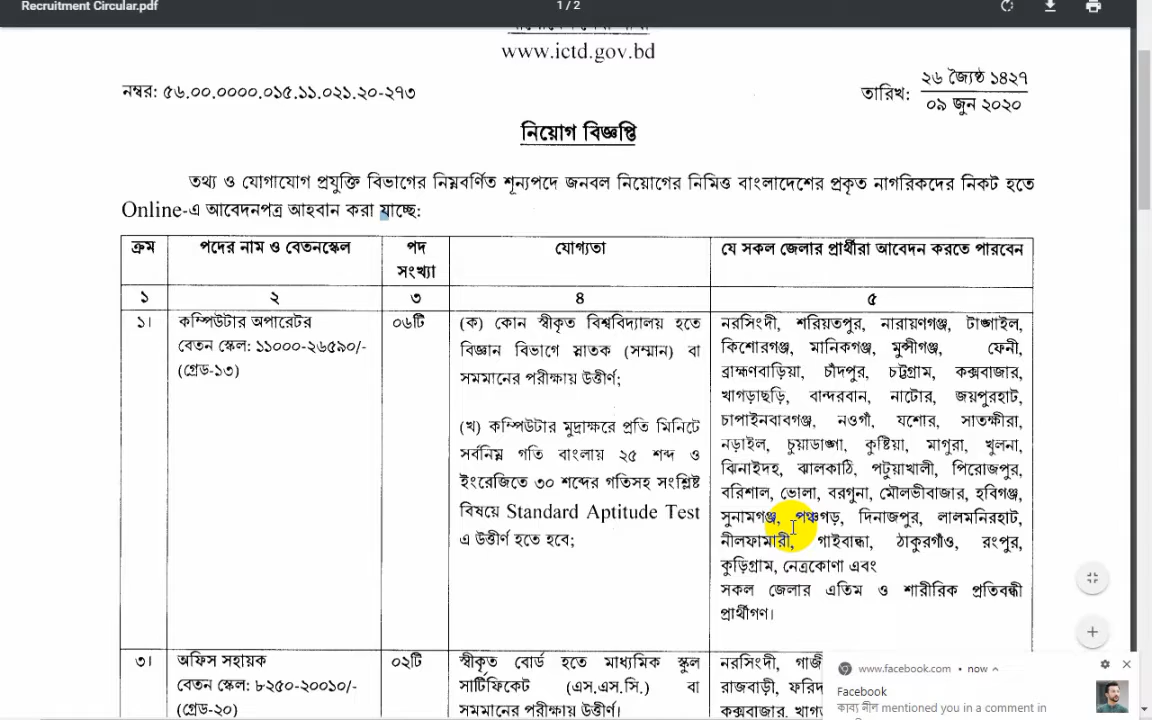 Recruitment Circular.pdf
1 / 2
www.ictd.gov.bd
নম্বর: ৫৬.০০.০০০০.০১৫.১১.০২১.২০-২৭৩
তারিখ: ২৬ জ্যৈষ্ঠ ১৪২৭
০৯ জুন ২০২০
নিয়োগ বিজ্ঞপ্তি
তথ্য ও যোগাযোগ প্রযুক্তি বিভাগের নিম্নবর্ণিত শূন্যপদে জনবল নিয়োগের নিমিত্ত বাংলাদেশের প্রকৃত নাগরিকদের নিকট হতে
Online-এ আবেদনপত্র আহবান করা যাচ্ছে:
ক্রম
পদের নাম ও বেতনস্কেল
পদ
সংখ্যা
যোগ্যতা
যে সকল জেলার প্রার্থীরা আবেদন করতে পারবেন
১
২
৩
৪
৫
১।
কম্পিউটার অপারেটর
বেতন স্কেল: ১১০০০-২৬৫৯০/-
(গ্রেড-১৩)
০৬টি
(ক) কোন স্বীকৃত বিশ্ববিদ্যালয় হতে
বিজ্ঞান বিভাগে স্নাতক (সম্মান) বা
সমমানের পরীক্ষায় উত্তীর্ণ;
(খ) কম্পিউটার মুদ্রাক্ষরে প্রতি মিনিটে
সর্বনিম্ন গতি বাংলায় ২৫ শব্দ ও
ইংরেজিতে ৩০ শব্দের গতিসহ সংশ্লিষ্ট
বিষয়ে Standard Aptitude Test
এ উত্তীর্ণ হতে হবে;
নরসিংদী, শরিয়তপুর, নারায়ণগঞ্জ, টাঙ্গাইল,
কিশোরগঞ্জ, মানিকগঞ্জ, মুন্সীগঞ্জ, ফেনী,
ব্রাহ্মণবাড়িয়া, চাঁদপুর, চট্টগ্রাম, কক্সবাজার,
খাগড়াছড়ি, বান্দরবান, নাটোর, জয়পুরহাট,
চাপাইনবাবগঞ্জ, নওগাঁ, যশোর, সাতক্ষীরা,
নড়াইল, চুয়াডাঙ্গা, কুষ্টিয়া, মাগুরা, খুলনা,
ঝিনাইদহ, ঝালকাঠি, পটুয়াখালী, পিরোজপুর,
বরিশাল, ভোলা, বরগুনা, মৌলভীবাজার, হবিগঞ্জ,
সুনামগঞ্জ, পঞ্চগড়, দিনাজপুর, লালমনিরহাট,
নীলফামারী, গাইবান্ধা, ঠাকুরগাঁও, রংপুর,
কুড়িগ্রাম, নেত্রকোণা এবং
সকল জেলার এতিম ও শারীরিক প্রতিবন্ধী
প্রার্থীগণ।
৩।
অফিস সহায়ক
বেতন স্কেল: ৮২৫০-২০০১০/-
(গ্রেড-২০)
০২টি
স্বীকৃত বোর্ড হতে মাধ্যমিক স্কুল
সার্টিফিকেট (এস.এস.সি.) বা
সমমানের পরীক্ষায় উত্তীর্ণ।
নরসিংদী, গাজী
রাজবাড়ী, ফরিদ
কক্সবাজার, খাগ
www.facebook.com • now
Facebook
কাব্য নীল mentioned you in a comment in